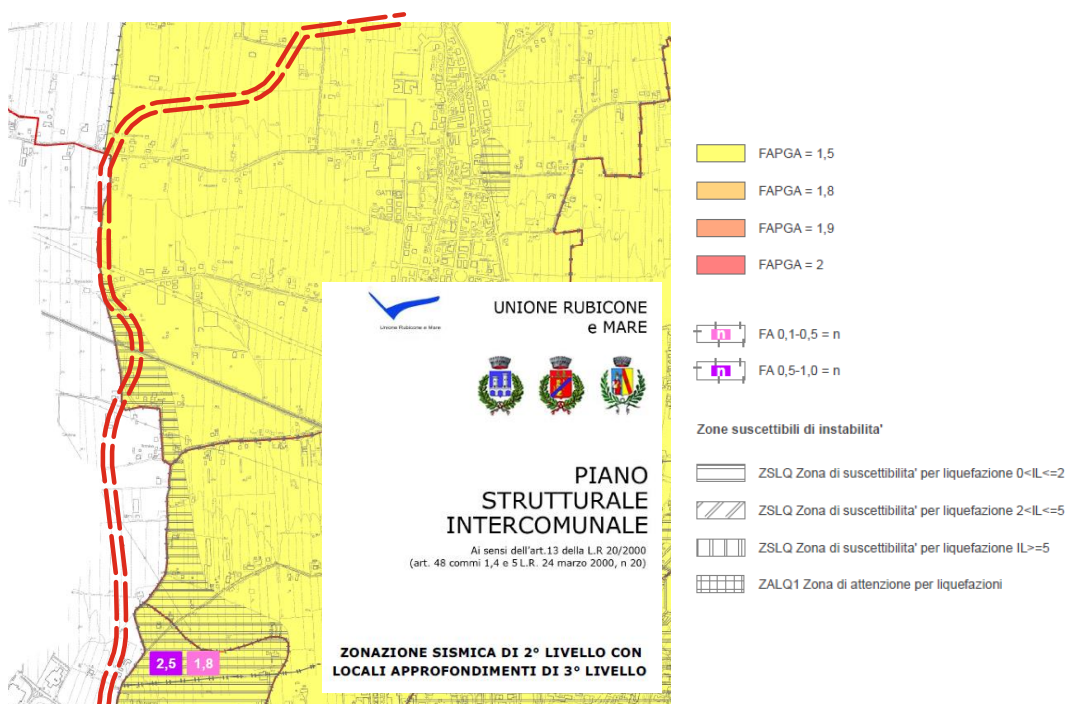 GATTEO
2,5
1,8
Unione Rubicone e Mare
UNIONE RUBICONE
e MARE
PIANO
STRUTTURALE
INTERCOMUNALE
Ai sensi dell'art.13 della L.R 20/2000
(art. 48 commi 1,4 e 5 L.R. 24 marzo 2000, n 20)
ZONAZIONE SISMICA DI 2° LIVELLO CON
LOCALI APPROFONDIMENTI DI 3° LIVELLO
FAPGA = 1,5
FAPGA = 1,8
FAPGA = 1,9
FAPGA = 2
n FA 0,1-0,5 = n
n FA 0,5-1,0 = n
Zone suscettibili di instabilita'
ZSLQ Zona di suscettibilita' per liquefazione 0<IL<=2
ZSLQ Zona di suscettibilita' per liquefazione 2<IL<=5
ZSLQ Zona di suscettibilita' per liquefazione IL>=5
ZALQ1 Zona di attenzione per liquefazioni